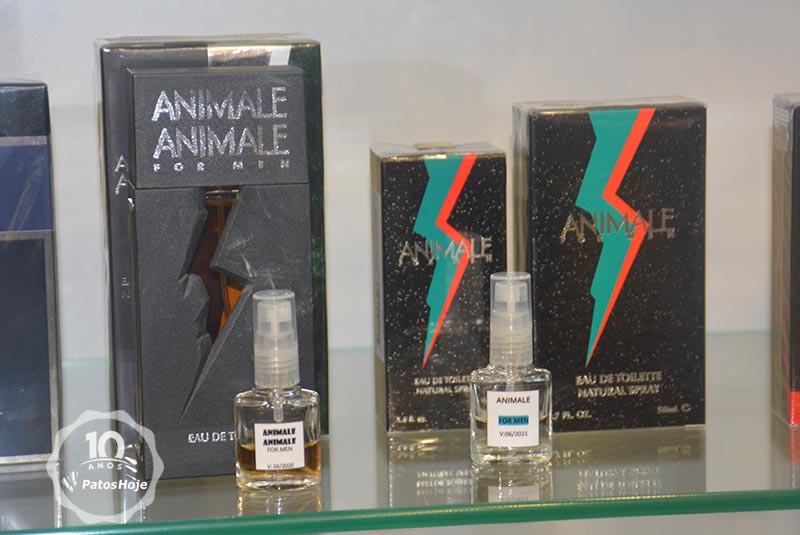 ANIMALE
ANIMALE
FOR MEN
EAU DE TO
ANIMALE
EAU DE TOILETTE
NATURAL SPRAY
ANIMALE
EAU DE TOILETTE
NATURAL SPRAY
FL. OZ.
50ml. e
ANIMALE
ANIMALE
FOR MEN
V: 04/2020
ANIMALE
FOR MEN
V:06/2021
10
ANOS
PatosHoje